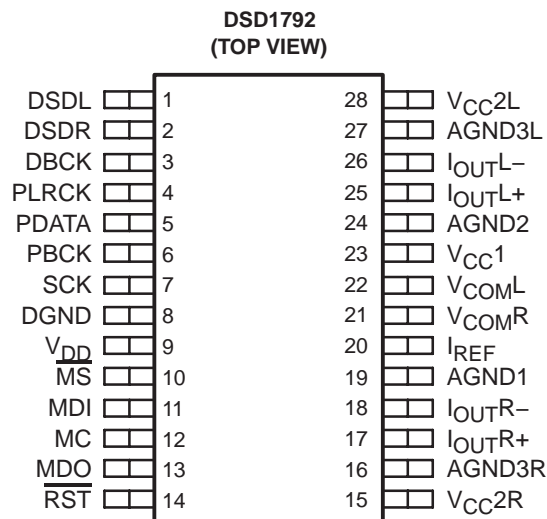 DSD1792
(TOP VIEW)
DSDL 1 28 VCC2L
DSDR 2 27 AGND3L
DBCK 3 26 IOUTL–
PLRCK 4 25 IOUTL+
PDATA 5 24 AGND2
PBCK 6 23 VCC1
SCK 7 22 VCOML
DGND 8 21 VCOMR
VDD 9 20 IREF
MS 10 19 AGND1
MDI 11 18 IOUTR–
MC 12 17 IOUTR+
MDO 13 16 AGND3R
RST 14 15 VCC2R